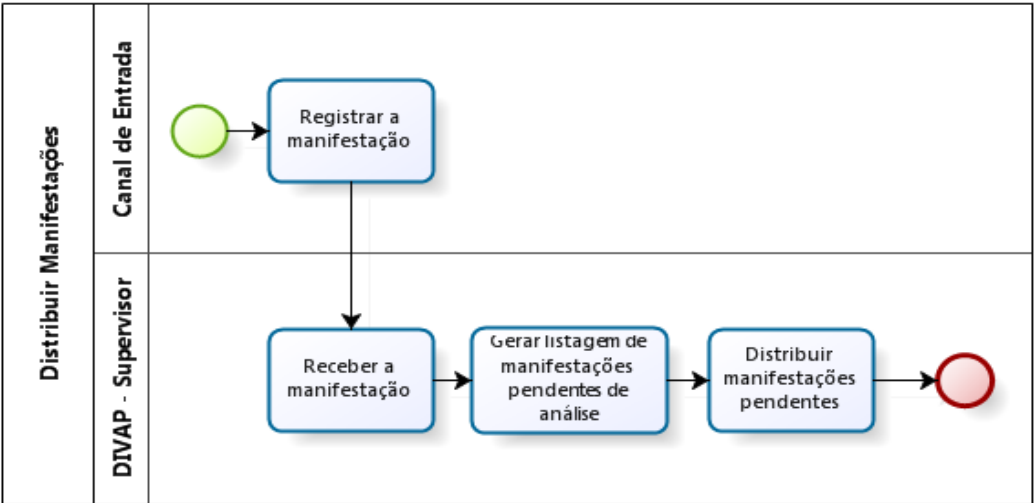 Distribuir Manifestações
Canal de Entrada
Registrar a
manifestação
DIVAP - Supervisor
Receber a
manifestação
Gerar listagem de
manifestações
pendentes de
análise
Distribuir
manifestações
pendentes